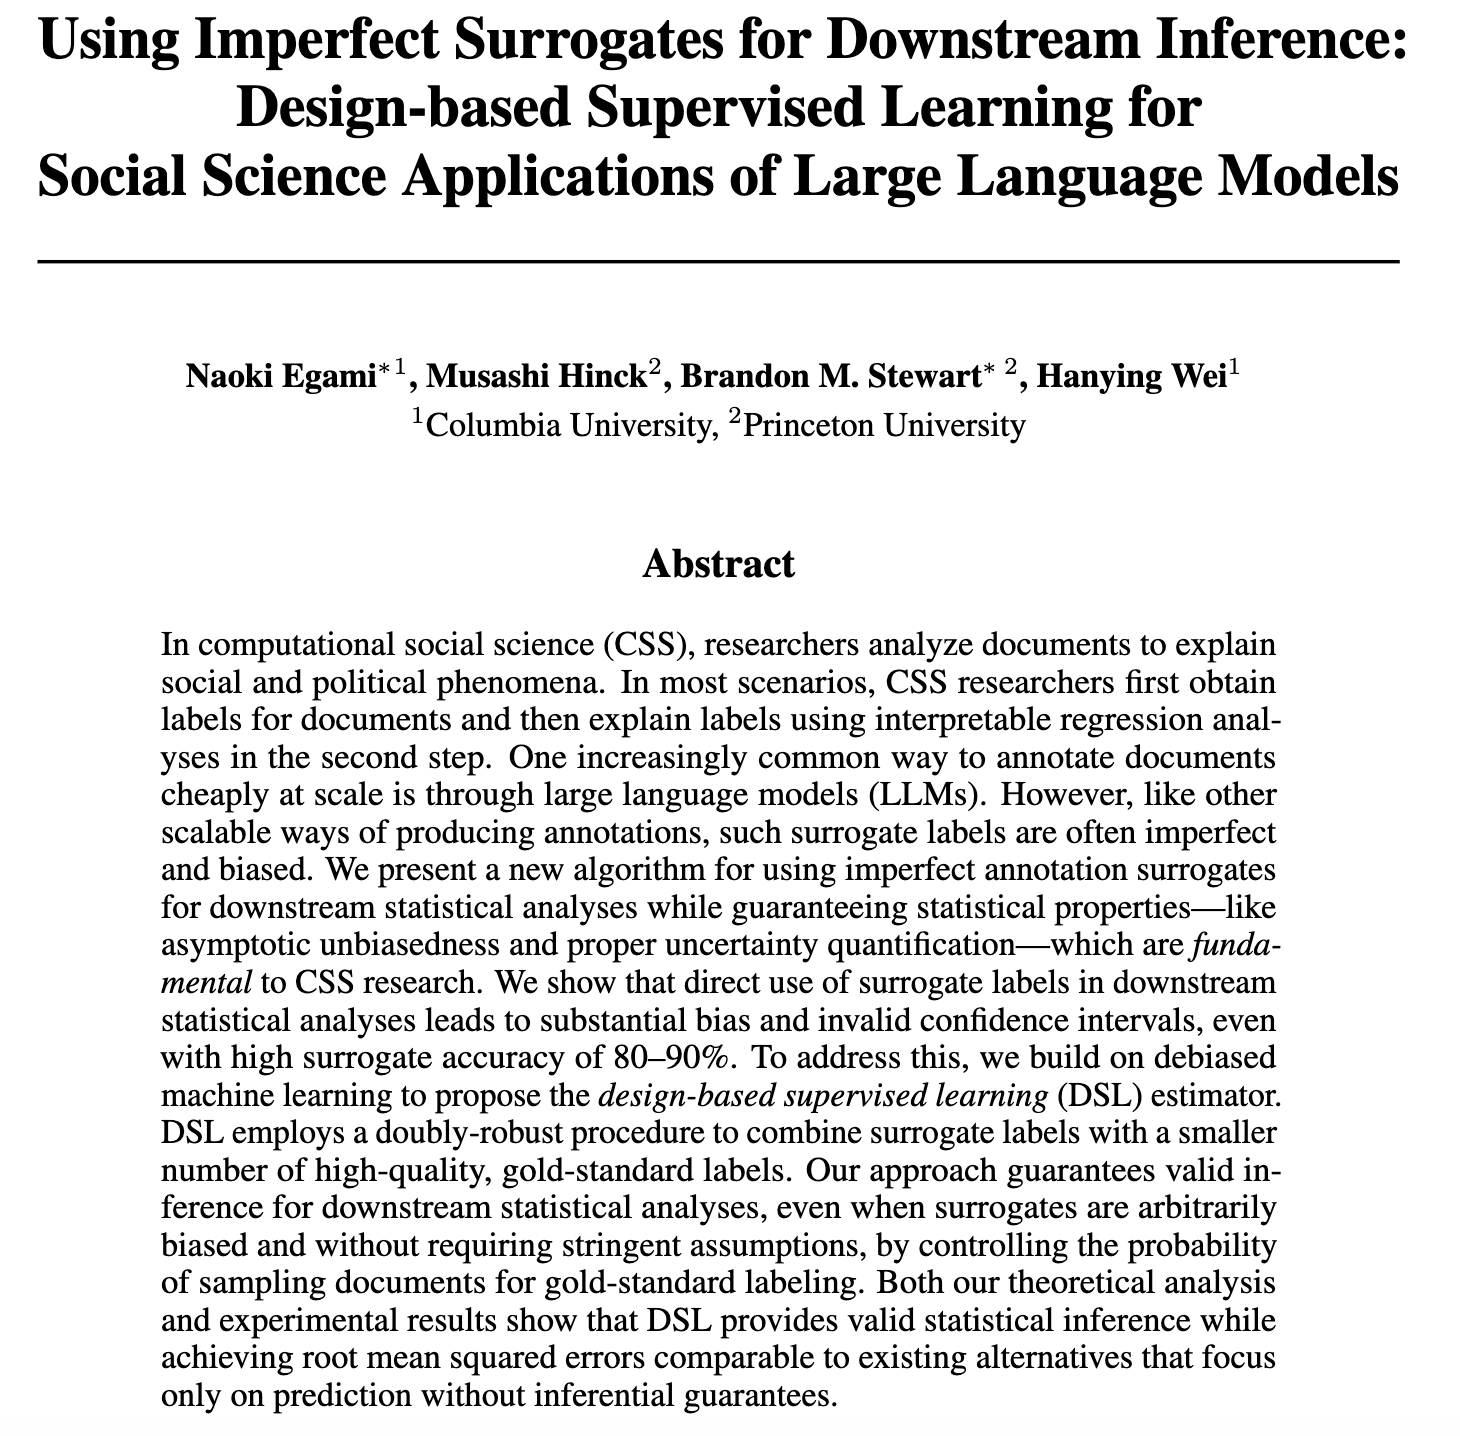 Using Imperfect Surrogates for Downstream Inference:
Design-based Supervised Learning for
Social Science Applications of Large Language Models
Naoki Egami*1, Musashi Hinck2, Brandon M. Stewart* 2, Hanying Wei1
1Columbia University, 2Princeton University
Abstract
In computational social science (CSS), researchers analyze documents to explain
social and political phenomena. In most scenarios, CSS researchers first obtain
labels for documents and then explain labels using interpretable regression anal-
yses in the second step. One increasingly common way to annotate documents
cheaply at scale is through large language models (LLMs). However, like other
scalable ways of producing annotations, such surrogate labels are often imperfect
and biased. We present a new algorithm for using imperfect annotation surrogates
for downstream statistical analyses while guaranteeing statistical properties—like
asymptotic unbiasedness and proper uncertainty quantification—which are funda-
mental to CSS research. We show that direct use of surrogate labels in downstream
statistical analyses leads to substantial bias and invalid confidence intervals, even
with high surrogate accuracy of 80–90%. To address this, we build on debiased
machine learning to propose the design-based supervised learning (DSL) estimator.
DSL employs a doubly-robust procedure to combine surrogate labels with a smaller
number of high-quality, gold-standard labels. Our approach guarantees valid in-
ference for downstream statistical analyses, even when surrogates are arbitrarily
biased and without requiring stringent assumptions, by controlling the probability
of sampling documents for gold-standard labeling. Both our theoretical analysis
and experimental results show that DSL provides valid statistical inference while
achieving root mean squared errors comparable to existing alternatives that focus
only on prediction without inferential guarantees.